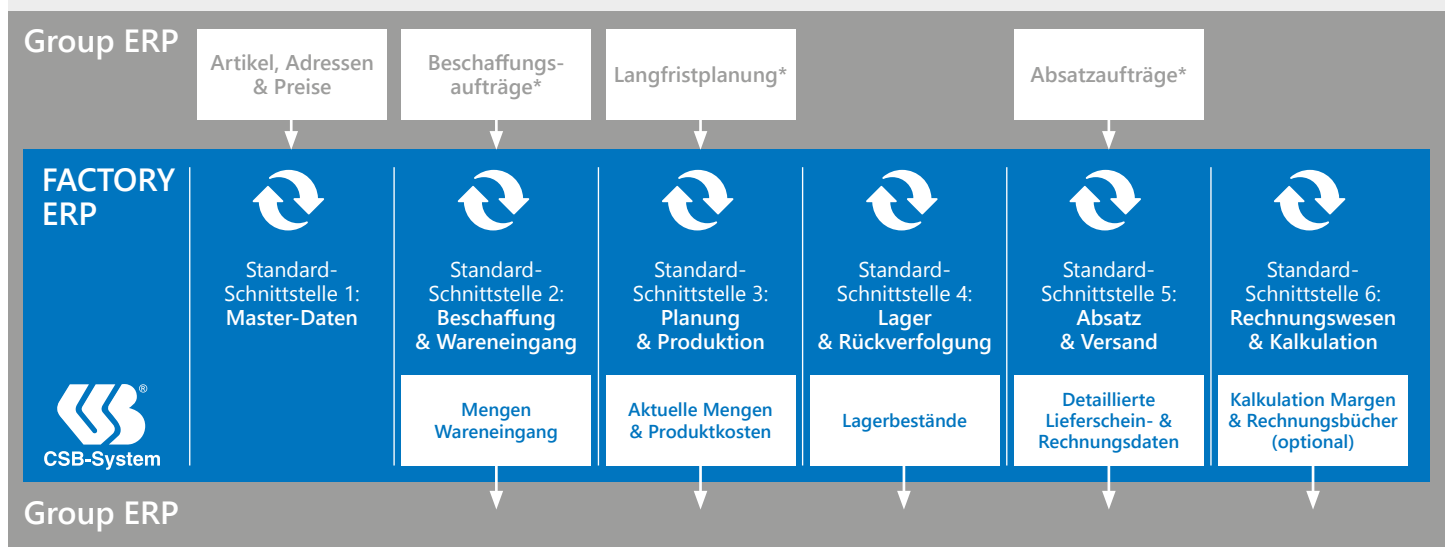 Group ERP
Artikel, Adressen
& Preise
Beschaffungs-
aufträge*
Langfristplanung*
Absatzaufträge*
FACTORY
ERP
Standard-
Schnittstelle 1:
Master-Daten
Standard-
Schnittstelle 2:
Beschaffung
& Wareneingang
Standard-
Schnittstelle 3:
Planung
& Produktion
Standard-
Schnittstelle 4:
Lager
& Rückverfolgung
Standard-
Schnittstelle 5:
Absatz
& Versand
Standard-
Schnittstelle 6:
Rechnungswesen
& Kalkulation
CSB ®
CSB-System
Mengen
Wareneingang
Aktuelle Mengen
& Produktkosten
Lagerbestände
Detaillierte
Lieferschein- &
Rechnungsdaten
Kalkulation Margen
& Rechnungsbücher
(optional)
Group ERP